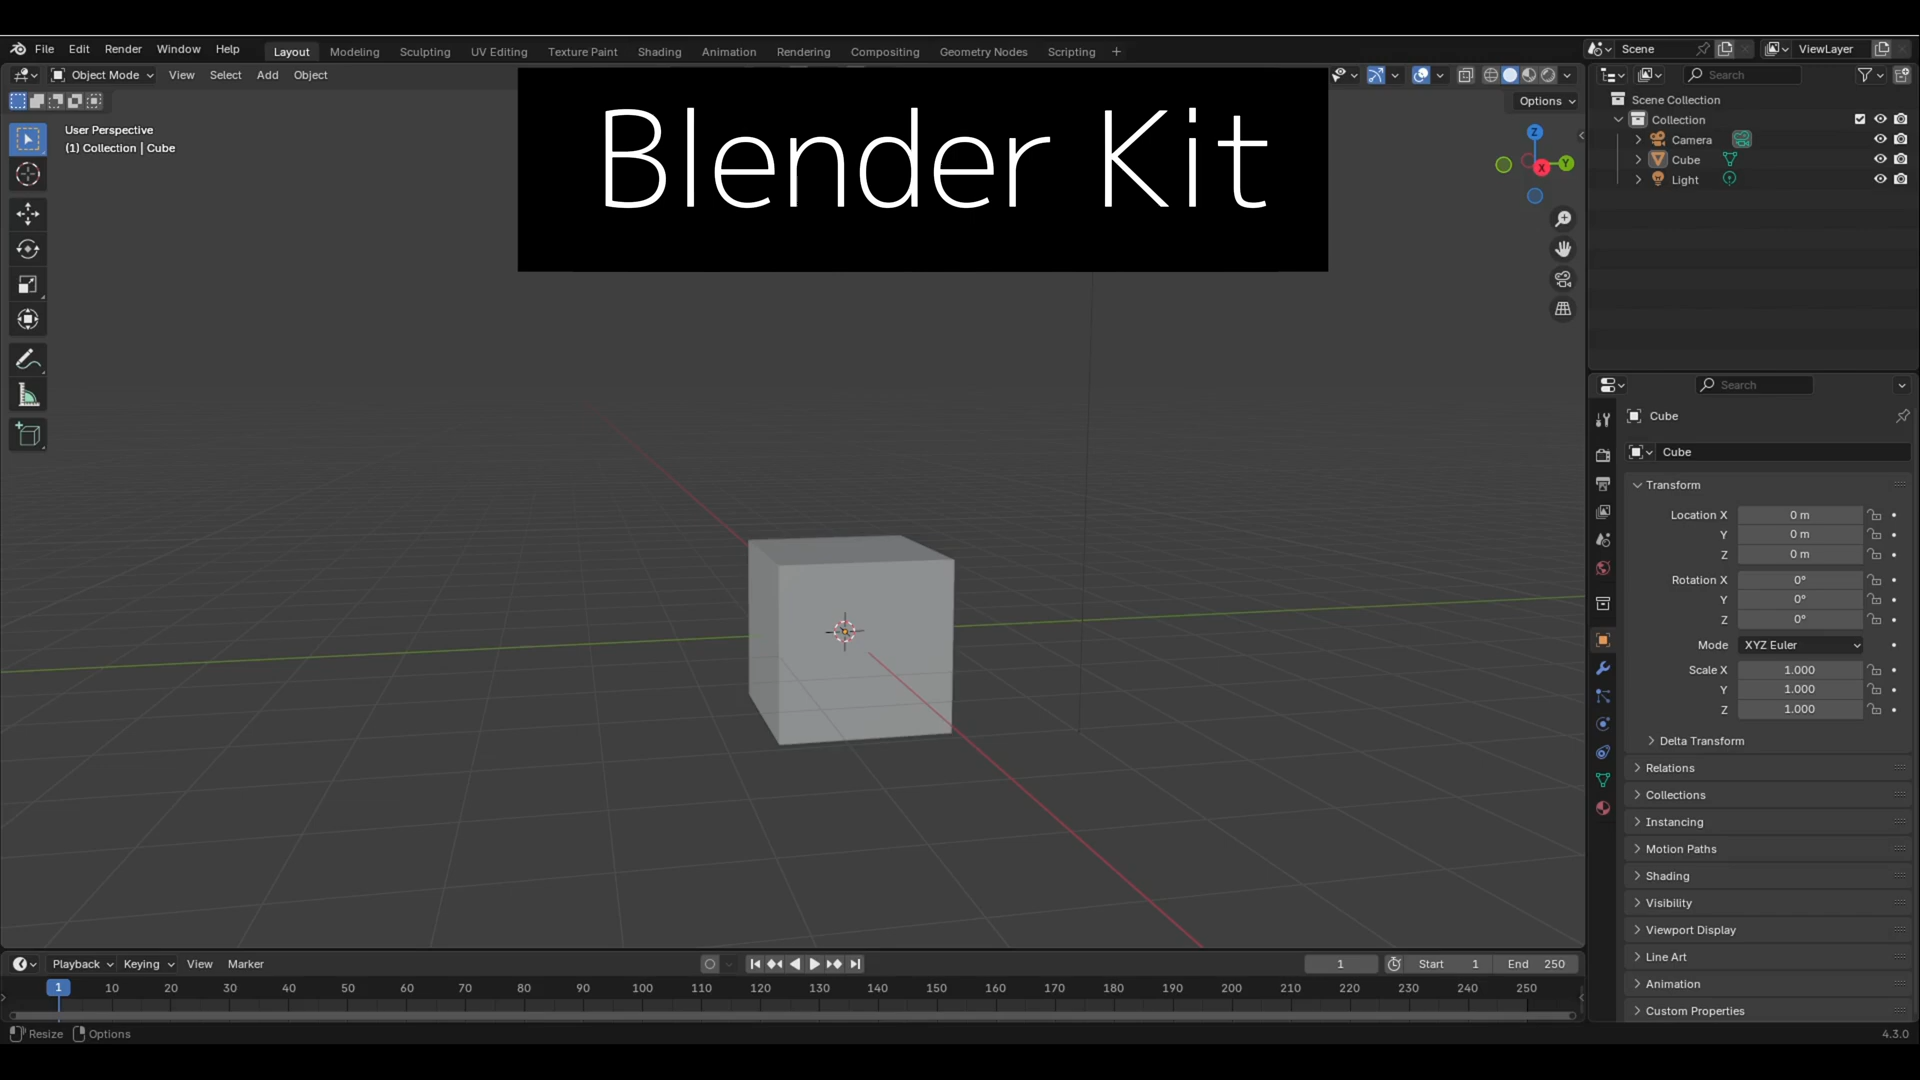 File Edit Render Window Help Layout Modeling Sculpting UV Editing Texture Paint Shading Animation Rendering Compositing Geometry Nodes Scripting + Scene ViewLayer
Object Mode View Select Add Object
Search
Options
Blender Kit
User Perspective
(1) Collection | Cube
Z
Y
X
Scene Collection
Collection
Camera
Cube
Light
Search
Cube
Cube
Transform
Location X 0 m
Y 0 m
Z 0 m
Rotation X 0°
Y 0°
Z 0°
Mode XYZ Euler
Scale X 1.000
Y 1.000
Z 1.000
Delta Transform
Relations
Collections
Instancing
Motion Paths
Shading
Visibility
Viewport Display
Line Art
Animation
Custom Properties
Playback Keying View Marker 1 Start 1 End 250
1 10 20 30 40 50 60 70 80 90 100 110 120 130 140 150 160 170 180 190 200 210 220 230 240 250
Resize Options 4.3.0